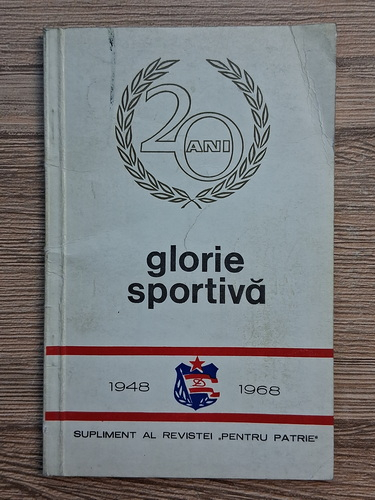 20
ANI
glorie
sportivă
1948 1968
SUPLIMENT AL REVISTEI „PENTRU PATRIE"